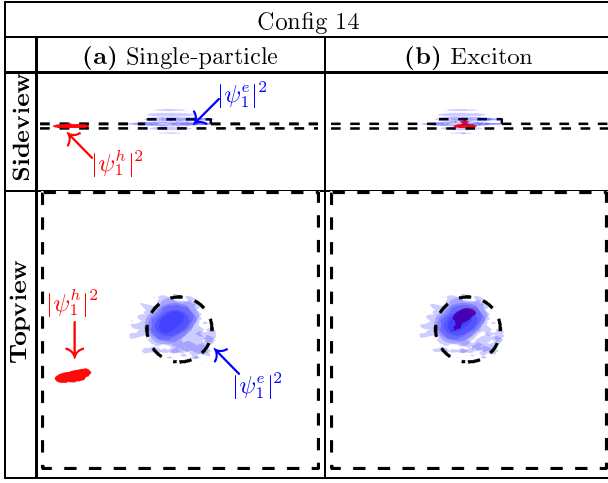 Config 14
(a) Single-particle
(b) Exciton
Sideview
|ψ₁ᵉ|²
|ψ₁ʰ|²
Topview
|ψ₁ʰ|²
|ψ₁ᵉ|²